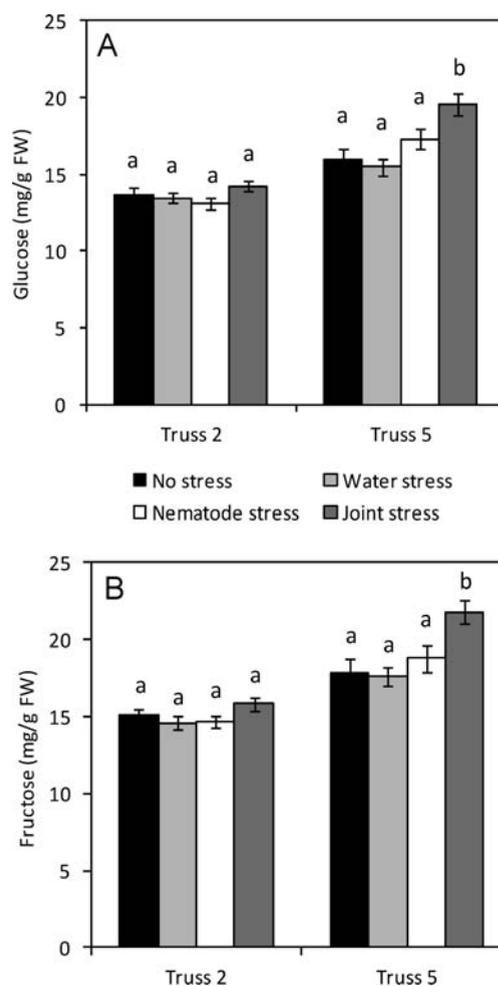 A
25
20
15
10
5
0
Glucose (mg/g FW)
a a a a a a a b
Truss 2 Truss 5
No stress Water stress
Nematode stress Joint stress
B
25
20
15
10
5
0
Fructose (mg/g FW)
a a a a a a a b
Truss 2 Truss 5